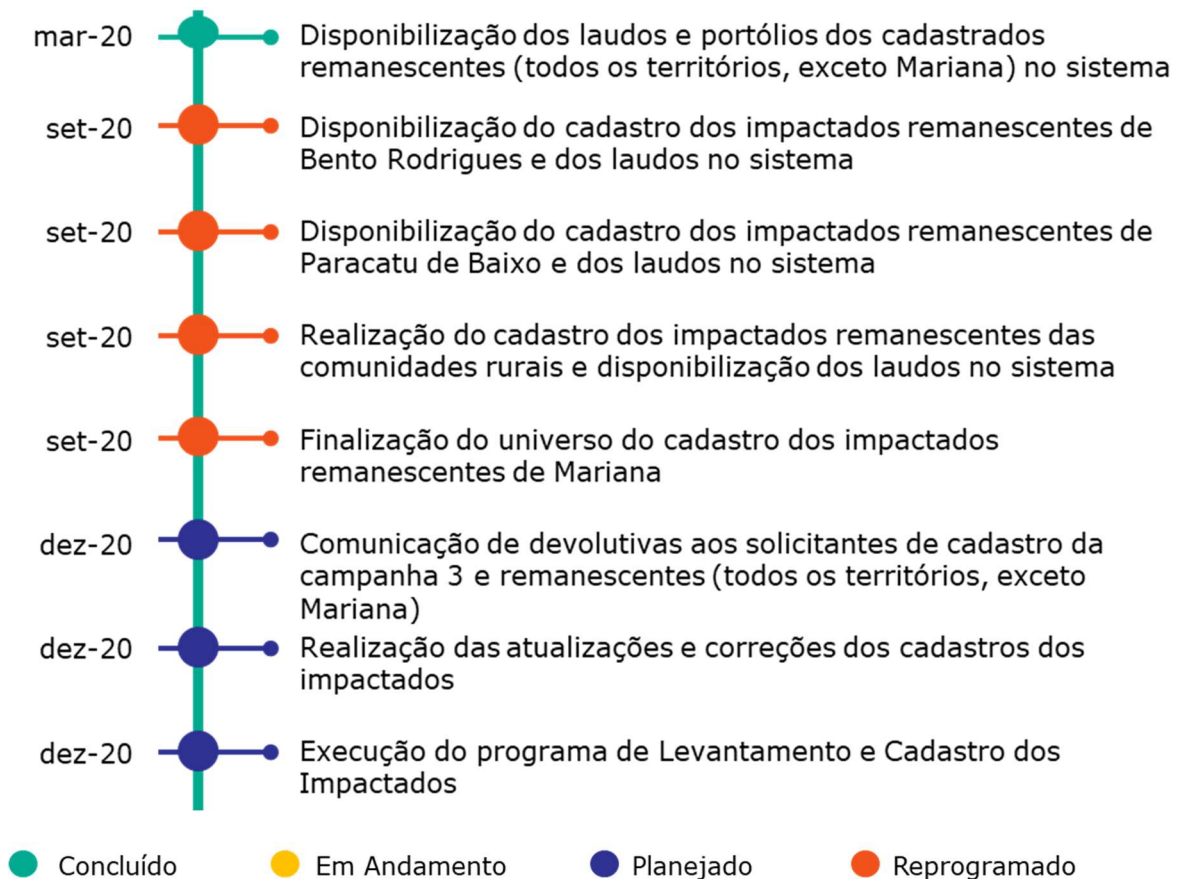 mar-20 Disponibilização dos laudos e portólios dos cadastrados
remanescentes (todos os territórios, exceto Mariana) no sistema
set-20 Disponibilização do cadastro dos impactados remanescentes de
Bento Rodrigues e dos laudos no sistema
set-20 Disponibilização do cadastro dos impactados remanescentes de
Paracatu de Baixo e dos laudos no sistema
set-20 Realização do cadastro dos impactados remanescentes das
comunidades rurais e disponibilização dos laudos no sistema
set-20 Finalização do universo do cadastro dos impactados
remanescentes de Mariana
dez-20 Comunicação de devolutivas aos solicitantes de cadastro da
campanha 3 e remanescentes (todos os territórios, exceto
Mariana)
dez-20 Realização das atualizações e correções dos cadastros dos
impactados
dez-20 Execução do programa de Levantamento e Cadastro dos
Impactados
Concluído Em Andamento Planejado Reprogramado